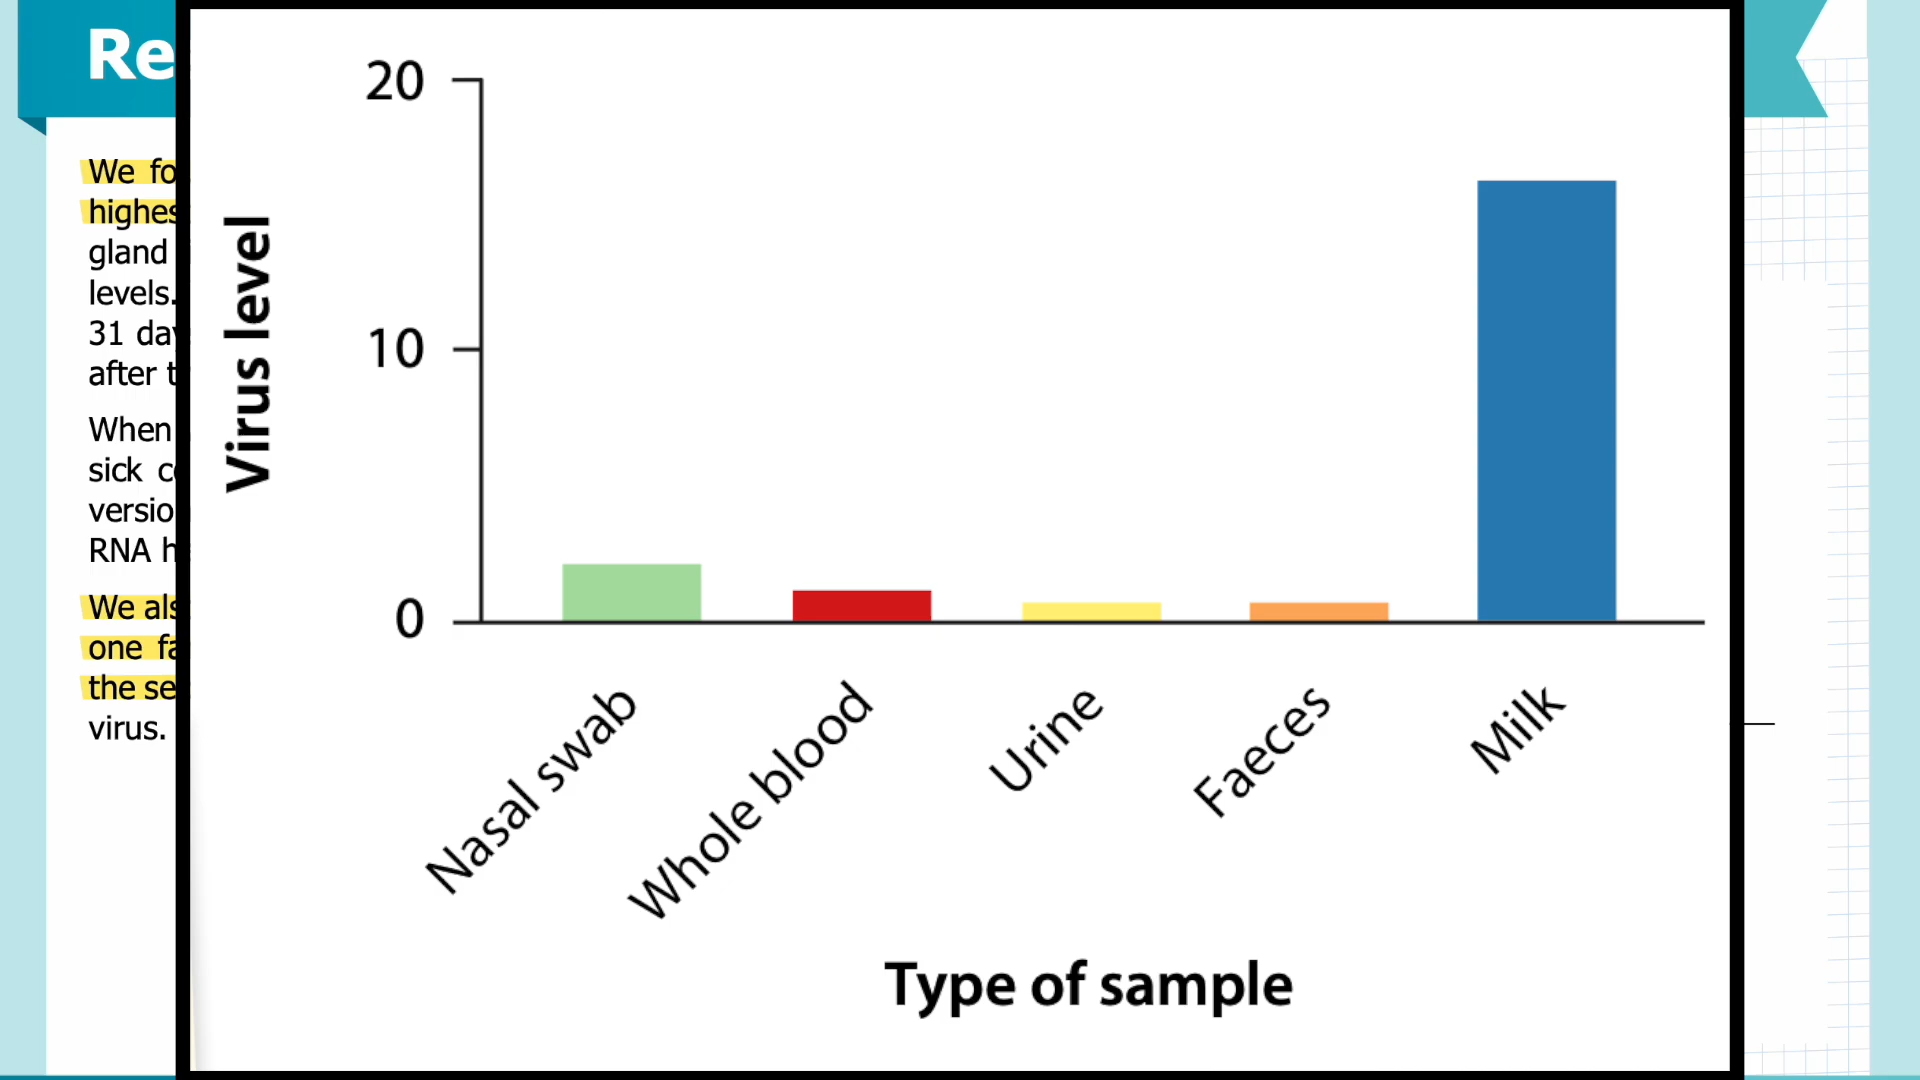 Re
We fo
highes
gland
levels.
31 day
after t
When
sick c
versio
RNA h
We als
one fa
the se
virus.
20
10
0
Virus level
Nasal swab
Whole blood
Urine
Faeces
Milk
Type of sample